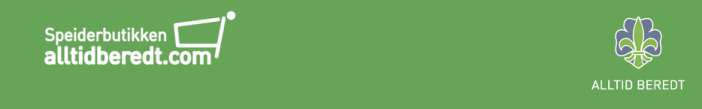 Speiderbutikken
alltidberedt.com
ALLTID BEREDT